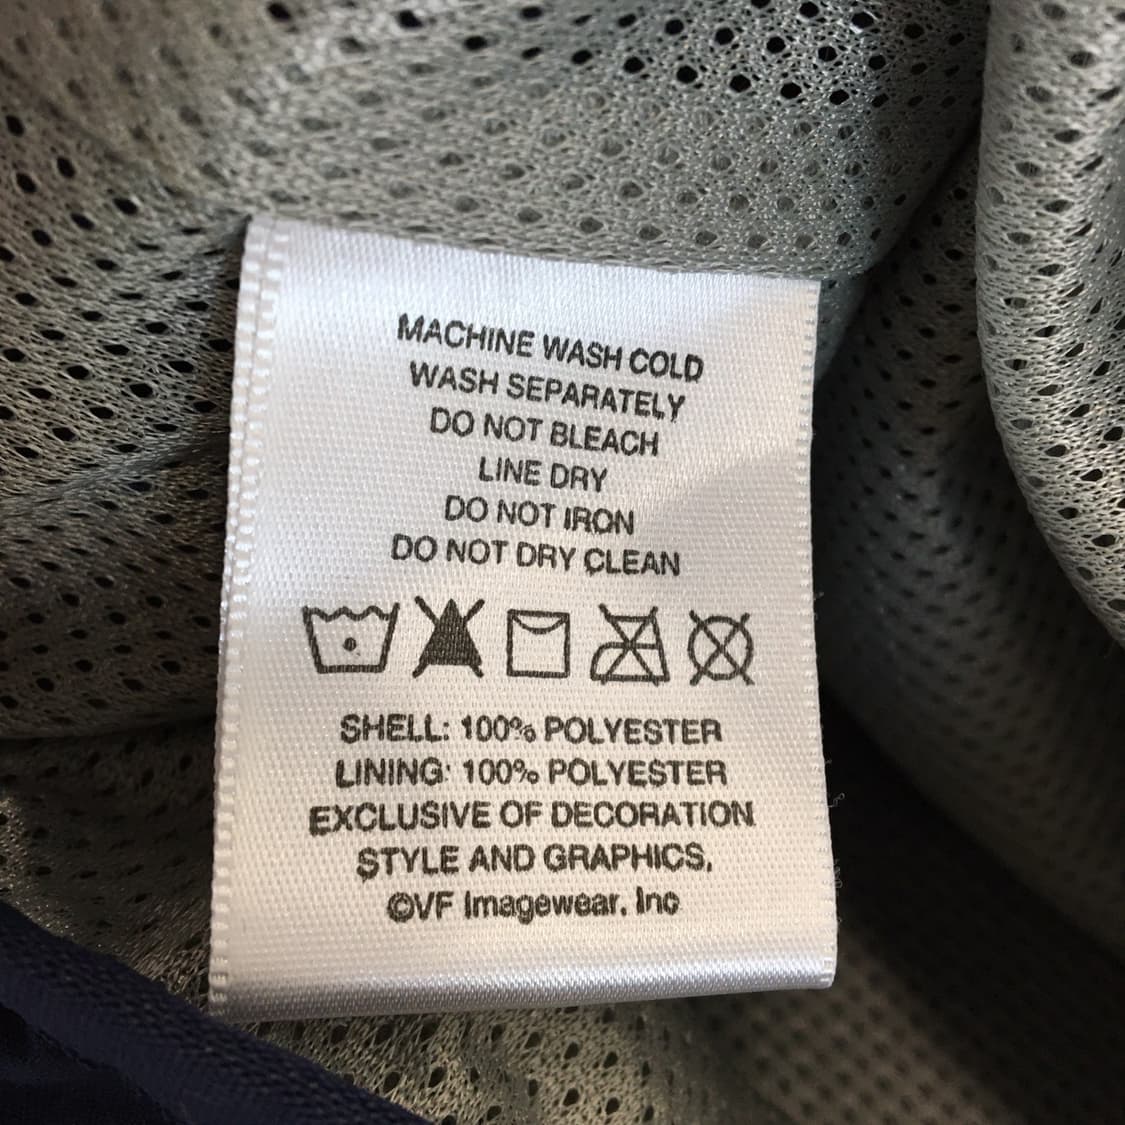 MACHINE WASH COLD
WASH SEPARATELY
DO NOT BLEACH
LINE DRY
DO NOT IRON
DO NOT DRY CLEAN
SHELL: 100% POLYESTER
LINING: 100% POLYESTER
EXCLUSIVE OF DECORATION
STYLE AND GRAPHICS,
©VF Imagewear, Inc